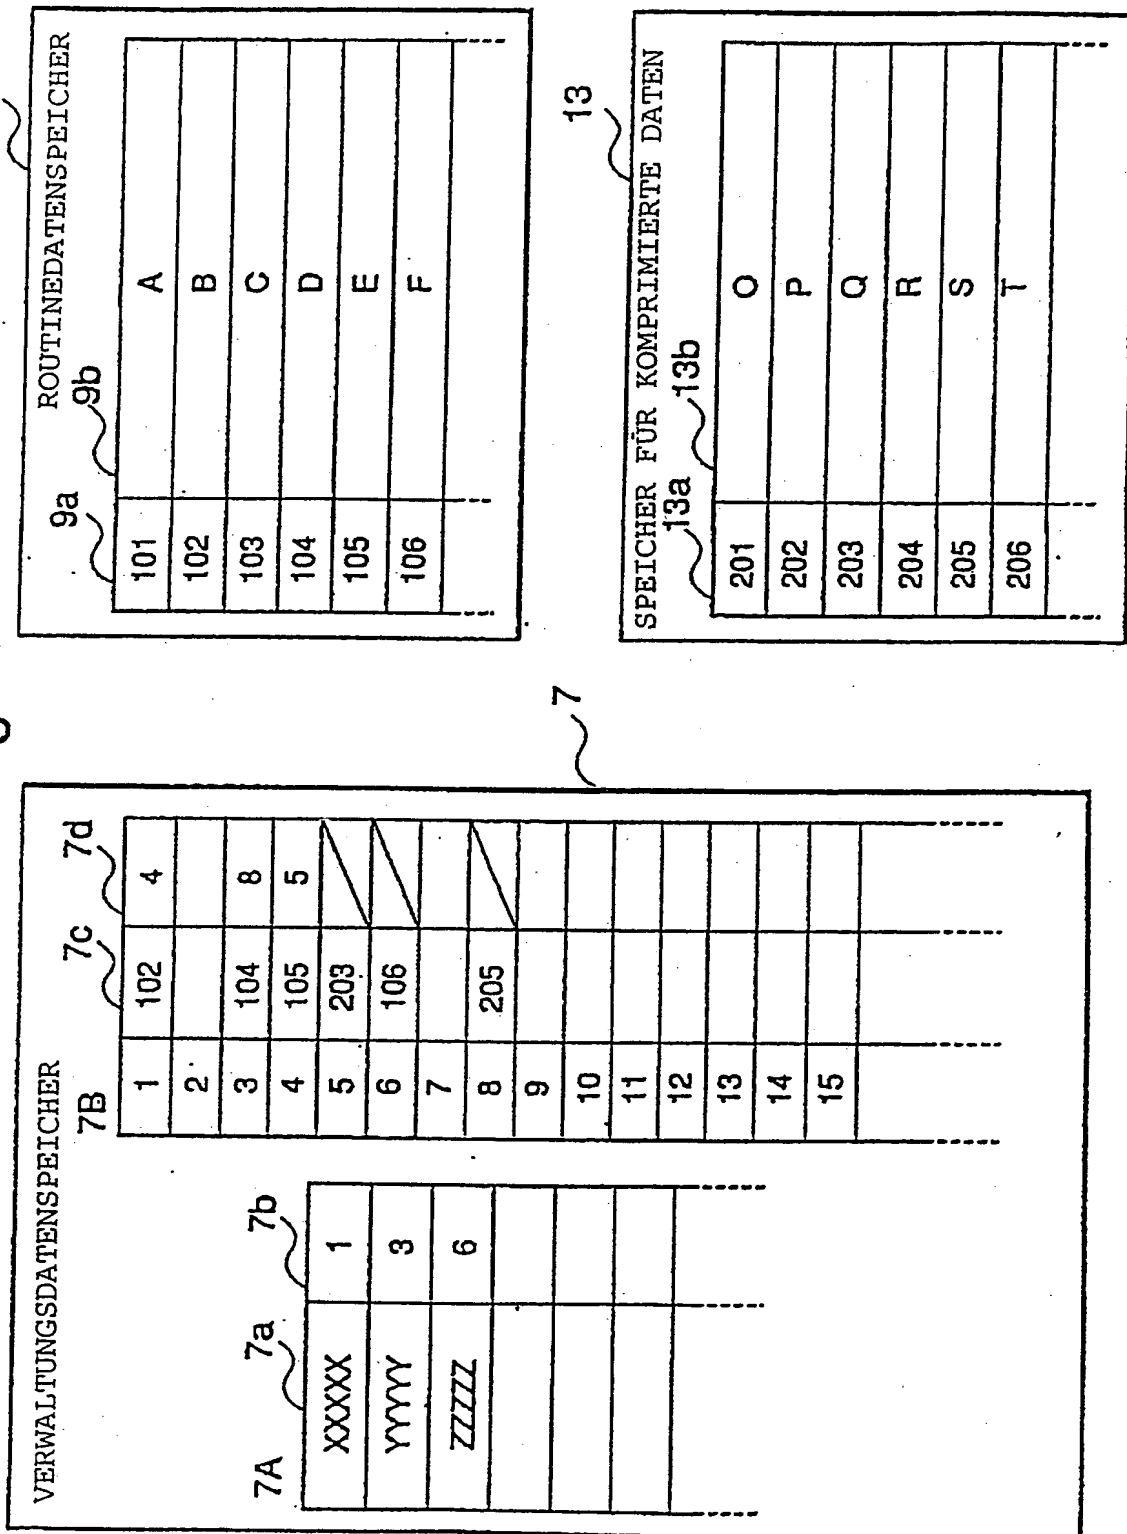 VERWALTUNGSDATENSPEICHER
7
7A
7a
7b
XXXXX 1
YYYYY 3
ZZZZZ 6
7B
7c
7d
1 102 4
2
3 104 8
4 105 5
5 203
6 106
7
8 205
9
10
11
12
13
14
15
ROUTINEDATENSPEICHER
9a
9b
101 A
102 B
103 C
104 D
105 E
106 F
13
SPEICHER FÜR KOMPRIMIERTE DATEN
13a
13b
201 O
202 P
203 Q
204 R
205 S
206 T